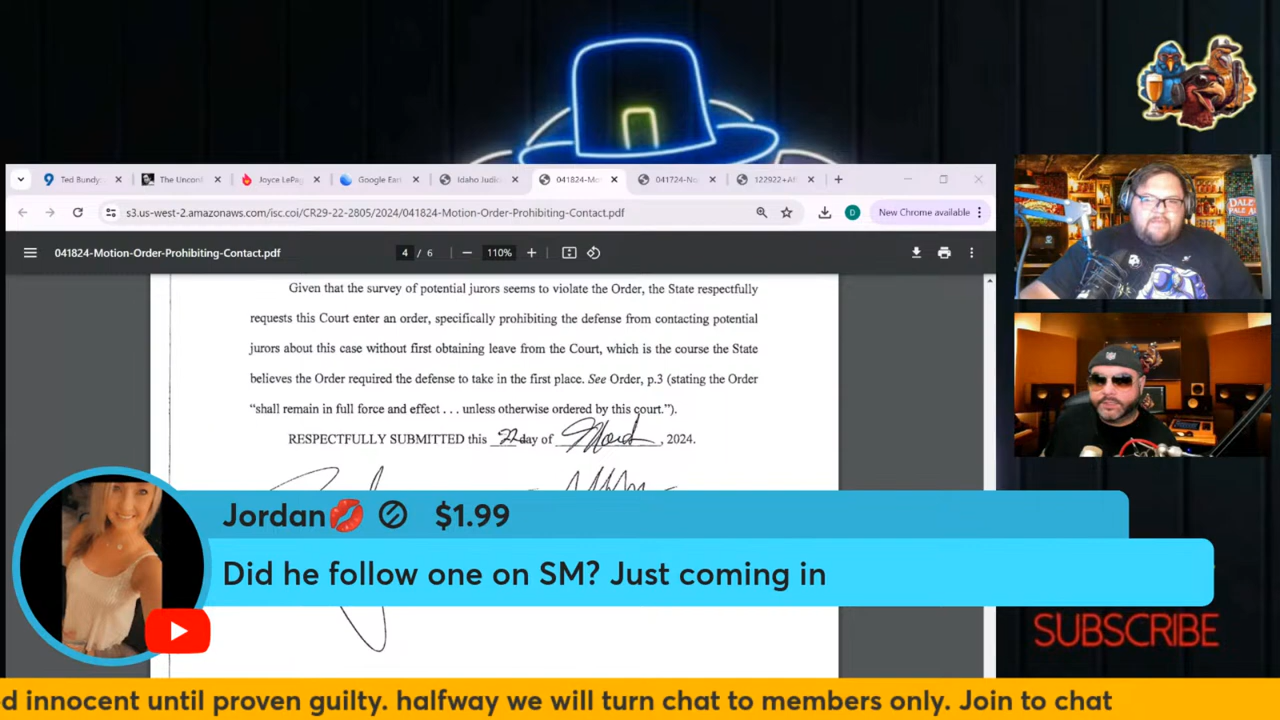 DALE'S
PALE A
Ted Bundy:
The Uncont
Joyce LePag
Google Ear
Idaho Judic
041824-Mo
041724-No
122922+Af
s3.us-west-2.amazonaws.com/isc.coi/CR29-22-2805/2024/041824-Motion-Order-Prohibiting-Contact.pdf
D
New Chrome available
041824-Motion-Order-Prohibiting-Contact.pdf
4 / 6
110%
Given that the survey of potential jurors seems to violate the Order, the State respectfully
requests this Court enter an order, specifically prohibiting the defense from contacting potential
jurors about this case without first obtaining leave from the Court, which is the course the State
believes the Order required the defense to take in the first place. See Order, p.3 (stating the Order
“shall remain in full force and effect . . . unless otherwise ordered by this court.”).
RESPECTFULLY SUBMITTED this 22 day of March, 2024.
Jordan💋 $1.99
Did he follow one on SM? Just coming in
SUBSCRIBE
d innocent until proven guilty. halfway we will turn chat to members only. Join to chat